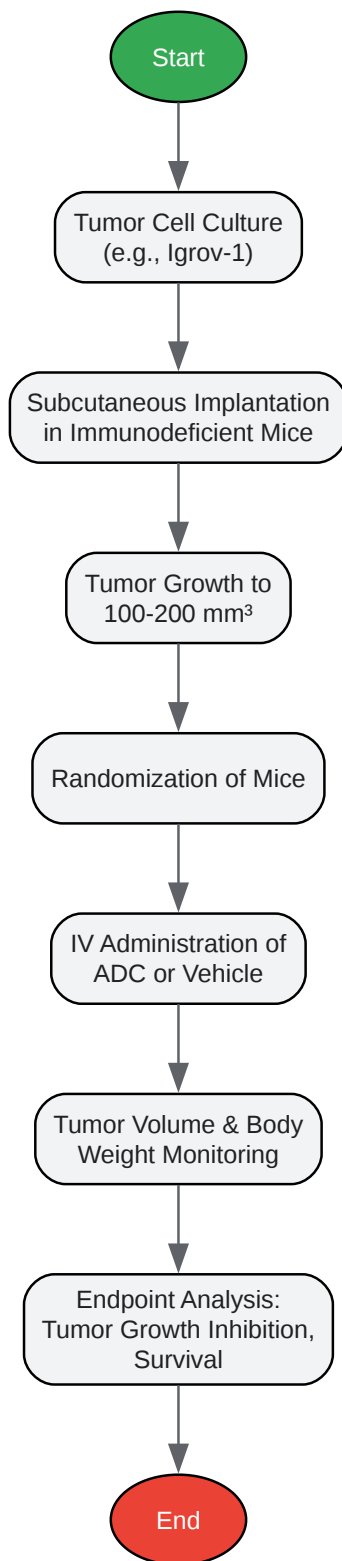 Start
Tumor Cell Culture
(e.g., Igrov-1)
Subcutaneous Implantation
in Immunodeficient Mice
Tumor Growth to
100-200 mm³
Randomization of Mice
IV Administration of
ADC or Vehicle
Tumor Volume & Body
Weight Monitoring
Endpoint Analysis:
Tumor Growth Inhibition,
Survival
End